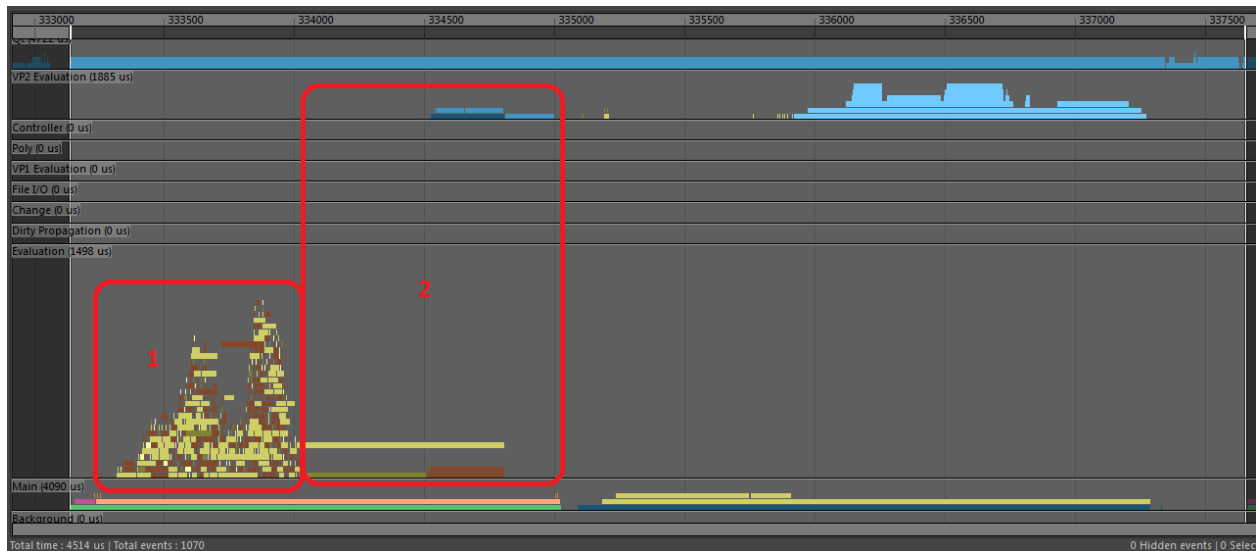 333000 333500 334000 334500 335000 335500 336000 336500 337000 337500
VP2 Evaluation (1885 us)
Controller (0 us)
Poly (0 us)
VP1 Evaluation (0 us)
File I/O (0 us)
Change (0 us)
Dirty Propagation (0 us)
Evaluation (1498 us)
2
1
Main (4090 us)
Background (0 us)
Total time : 4514 us | Total events : 1070 0 Hidden events | 0 Selec